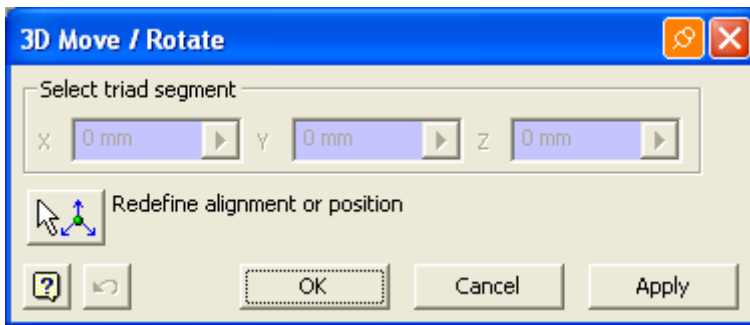 3D Move / Rotate
Select triad segment
X 0 mm Y 0 mm Z 0 mm
Redefine alignment or position
? OK Cancel Apply